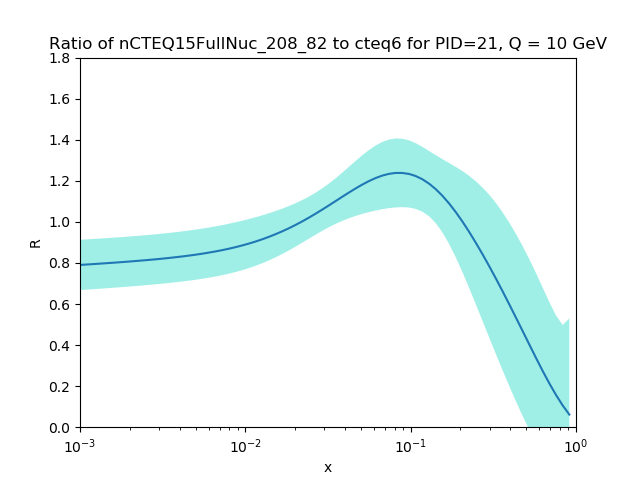 Ratio of nCTEQ15FullNuc_208_82 to cteq6 for PID=21, Q = 10 GeV
1.8
1.6
1.4
1.2
1.0
0.8
0.6
0.4
0.2
0.0
R
10⁻³ 10⁻² 10⁻¹ 10⁰
x